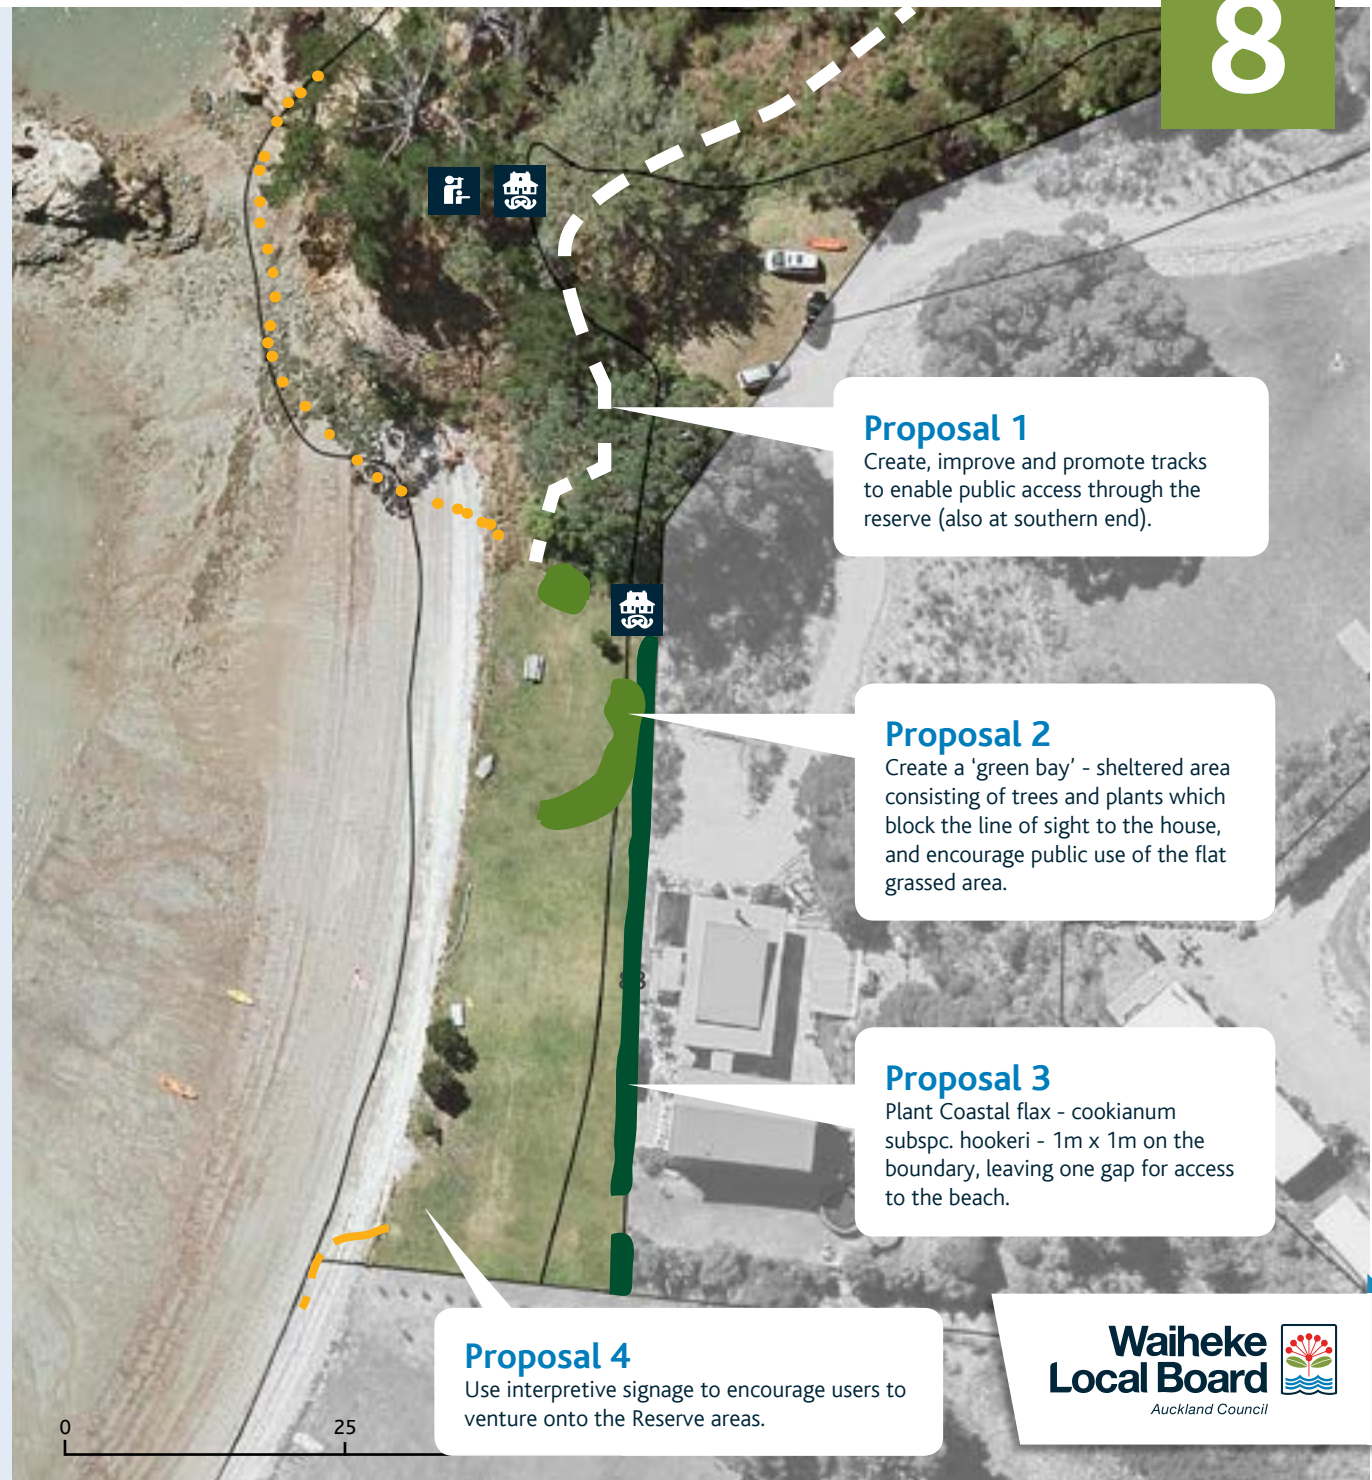 8
Proposal 1
Create, improve and promote tracks
to enable public access through the
reserve (also at southern end).
Proposal 2
Create a ‘green bay’ - sheltered area
consisting of trees and plants which
block the line of sight to the house,
and encourage public use of the flat
grassed area.
Proposal 3
Plant Coastal flax - cookianum
subspc. hookeri - 1m x 1m on the
boundary, leaving one gap for access
to the beach.
Proposal 4
Use interpretive signage to encourage users to
venture onto the Reserve areas.
Waiheke
Local Board
Auckland Council
0 25